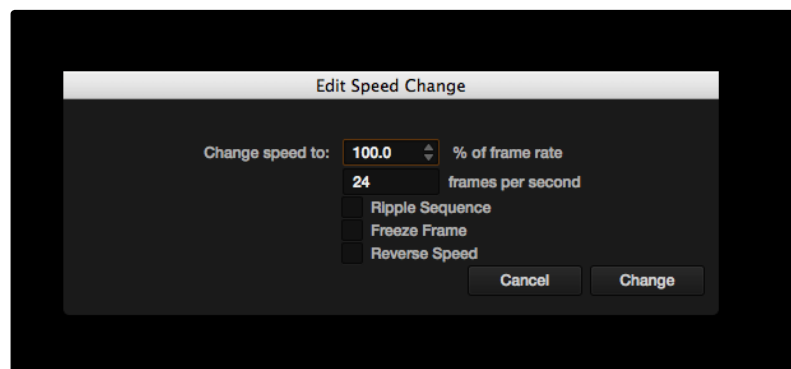 Edit Speed Change
Change speed to: 100.0 % of frame rate
24 frames per second
Ripple Sequence
Freeze Frame
Reverse Speed
Cancel Change